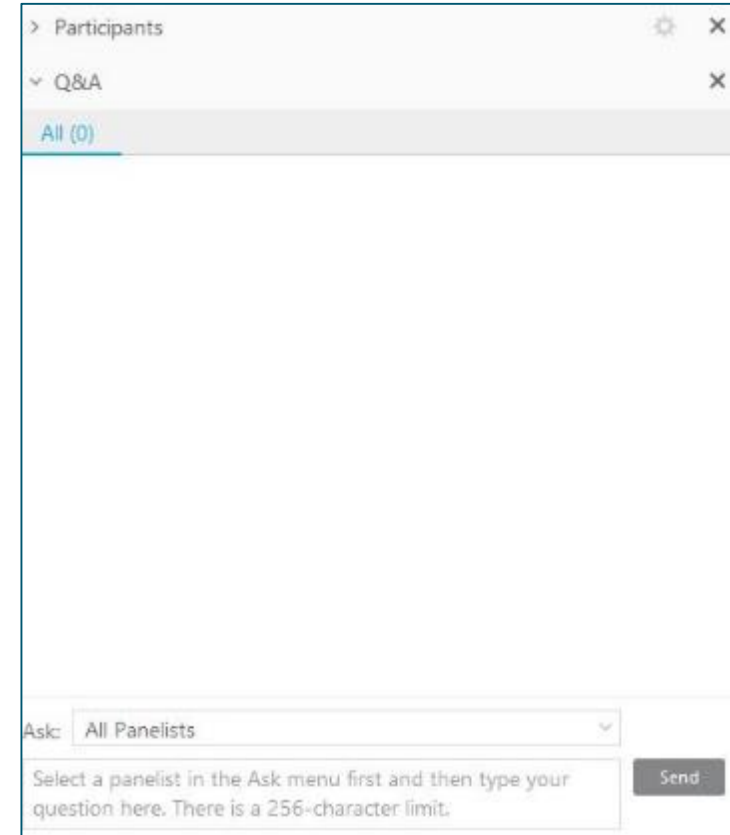 Participants
Q&A
All (0)
Ask: All Panelists
Select a panelist in the Ask menu first and then type your
question here. There is a 256-character limit.
Send